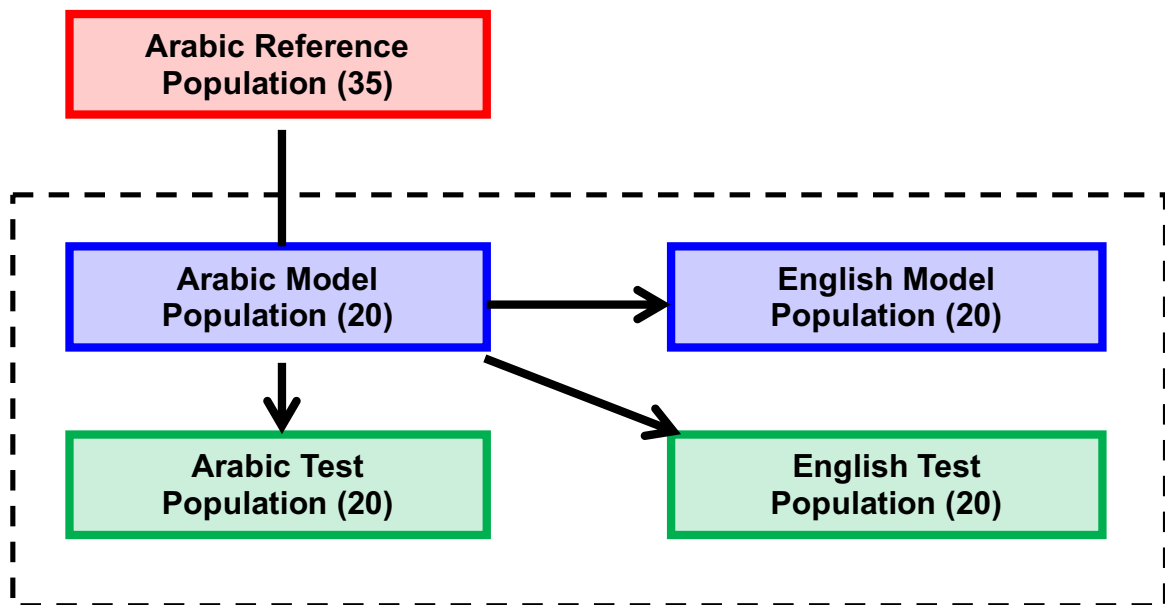 Arabic Reference
Population (35)
Arabic Model
Population (20)
English Model
Population (20)
Arabic Test
Population (20)
English Test
Population (20)